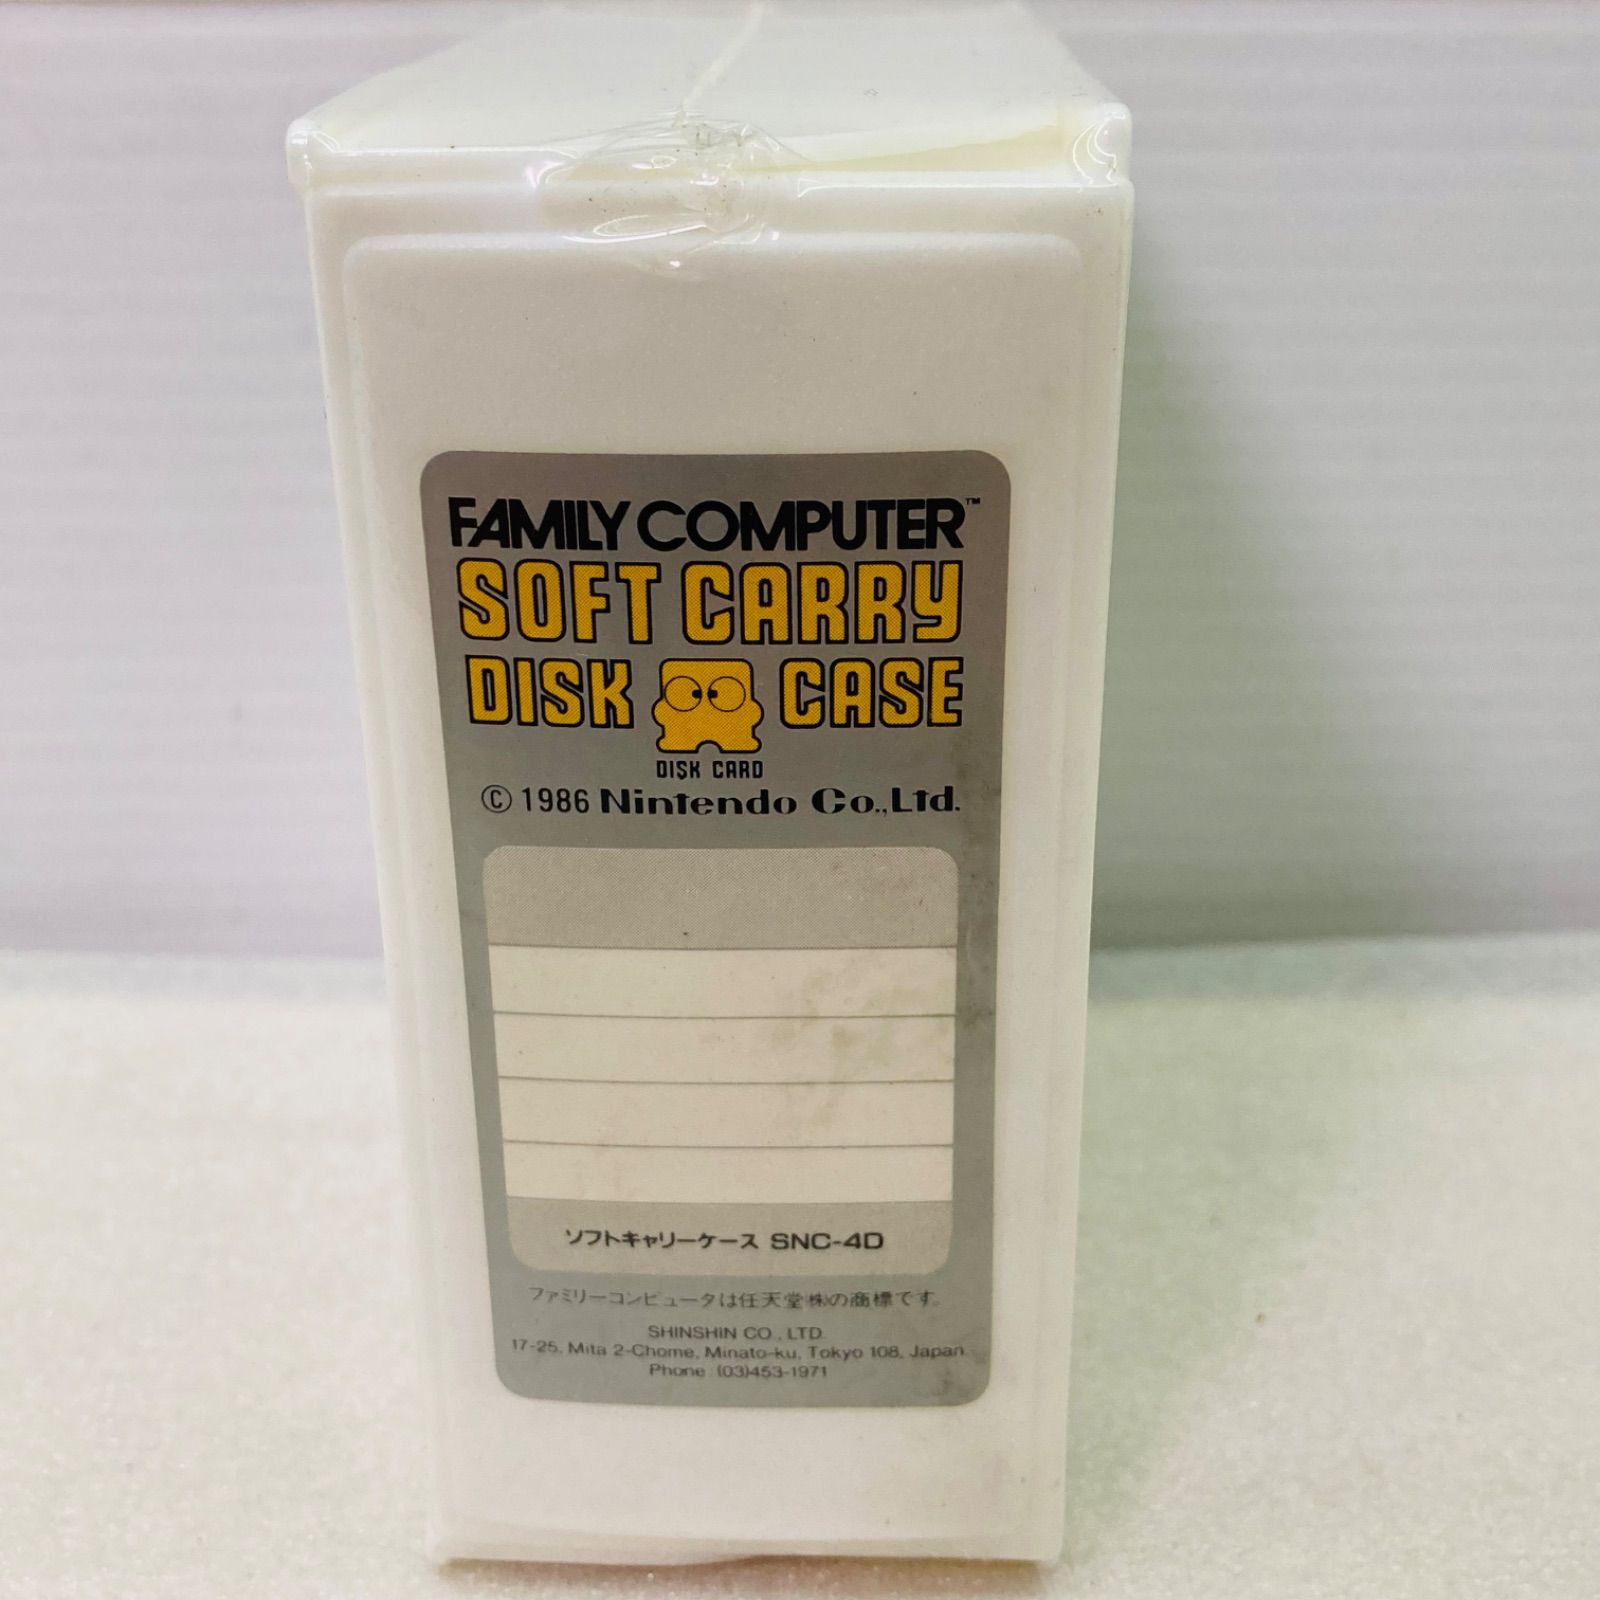 FAMILY COMPUTER™
SOFT CARRY
DISK CASE
DISK CARD
© 1986 Nintendo Co.,Ltd.
ソフトキャリーケース SNC-4D
ファミリーコンピュータは任天堂㈱の商標です。
SHINSHIN CO., LTD.
17-25, Mita 2-Chome, Minato-ku, Tokyo 108, Japan
Phone (03)453-1971